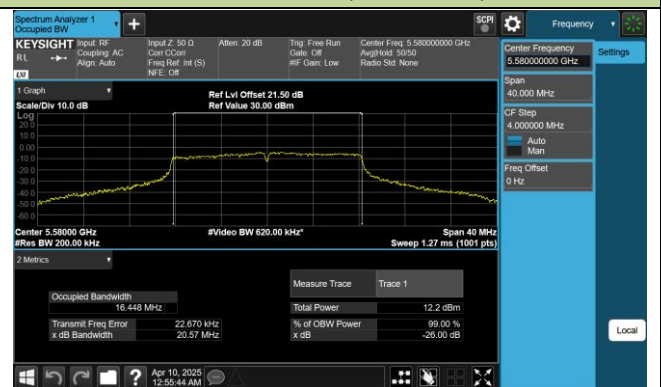 Spectrum Analyzer 1
Occupied BW
SCPI
Frequency
KEYSIGHT
RL
Input: RF
Coupling: AC
Align: Auto
Input Z: 50 Ω
Corr CCorr
Freq Ref: Int (S)
NFE: Off
Atten: 20 dB
Trig: Free Run
Gate: Off
#IF Gain: Low
Center Freq: 5.580000000 GHz
Avg|Hold: 50/50
Radio Std: None
Center Frequency
5.580000000 GHz
Settings
Span
40.000 MHz
CF Step
4.000000 MHz
Auto
Man
Freq Offset
0 Hz
Local
1 Graph
Scale/Div 10.0 dB
Ref Lvl Offset 21.50 dB
Ref Value 30.00 dBm
Log
20.0
10.0
0.00
-10.0
-20.0
-30.0
-40.0
-50.0
-60.0
Center 5.58000 GHz
#Video BW 620.00 kHz*
Span 40 MHz
#Res BW 200.00 kHz
Sweep 1.27 ms (1001 pts)
2 Metrics
Measure Trace
Trace 1
Occupied Bandwidth
16.448 MHz
Total Power
12.2 dBm
Transmit Freq Error
22.670 kHz
% of OBW Power
99.00 %
x dB Bandwidth
20.57 MHz
x dB
-26.00 dB
Apr 10, 2025
12:55:44 AM